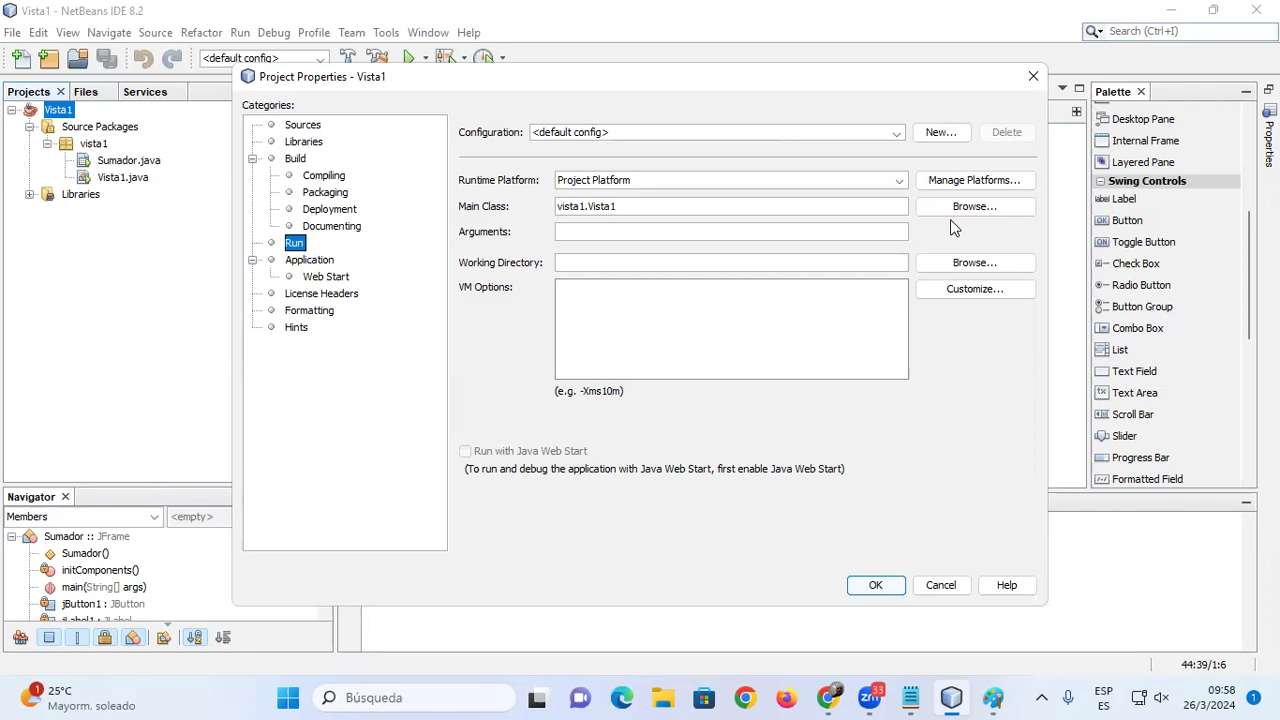 Vista1 - NetBeans IDE 8.2
File Edit View Navigate Source Refactor Run Debug Profile Team Tools Window Help
Search (Ctrl+I)
<default config>
Projects Files Services
Vista1
Source Packages
vista1
Sumador.java
Vista1.java
Libraries
Navigator
Members
<empty>
Sumador :: JFrame
Sumador()
initComponents()
main(String[] args)
jButton1 : JButton
jLabel1 : JLabel
Project Properties - Vista1
Categories:
Sources
Libraries
Build
Compiling
Packaging
Deployment
Documenting
Run
Application
Web Start
License Headers
Formatting
Hints
Configuration: <default config> New... Delete
Runtime Platform: Project Platform Manage Platforms...
Main Class: vista1.Vista1 Browse...
Arguments:
Working Directory: Browse...
VM Options: Customize...
(e.g. -Xms10m)
Run with Java Web Start
(To run and debug the application with Java Web Start, first enable Java Web Start)
OK Cancel Help
Palette
Desktop Pane
Internal Frame
Layered Pane
Swing Controls
Label
Button
Toggle Button
Check Box
Radio Button
Button Group
Combo Box
List
Text Field
Text Area
Scroll Bar
Slider
Progress Bar
Formatted Field
Properties
44:39/1:6
1
25°C
Mayorm. soleado
Búsqueda
33
ESP
ES
09:58
26/3/2024
1